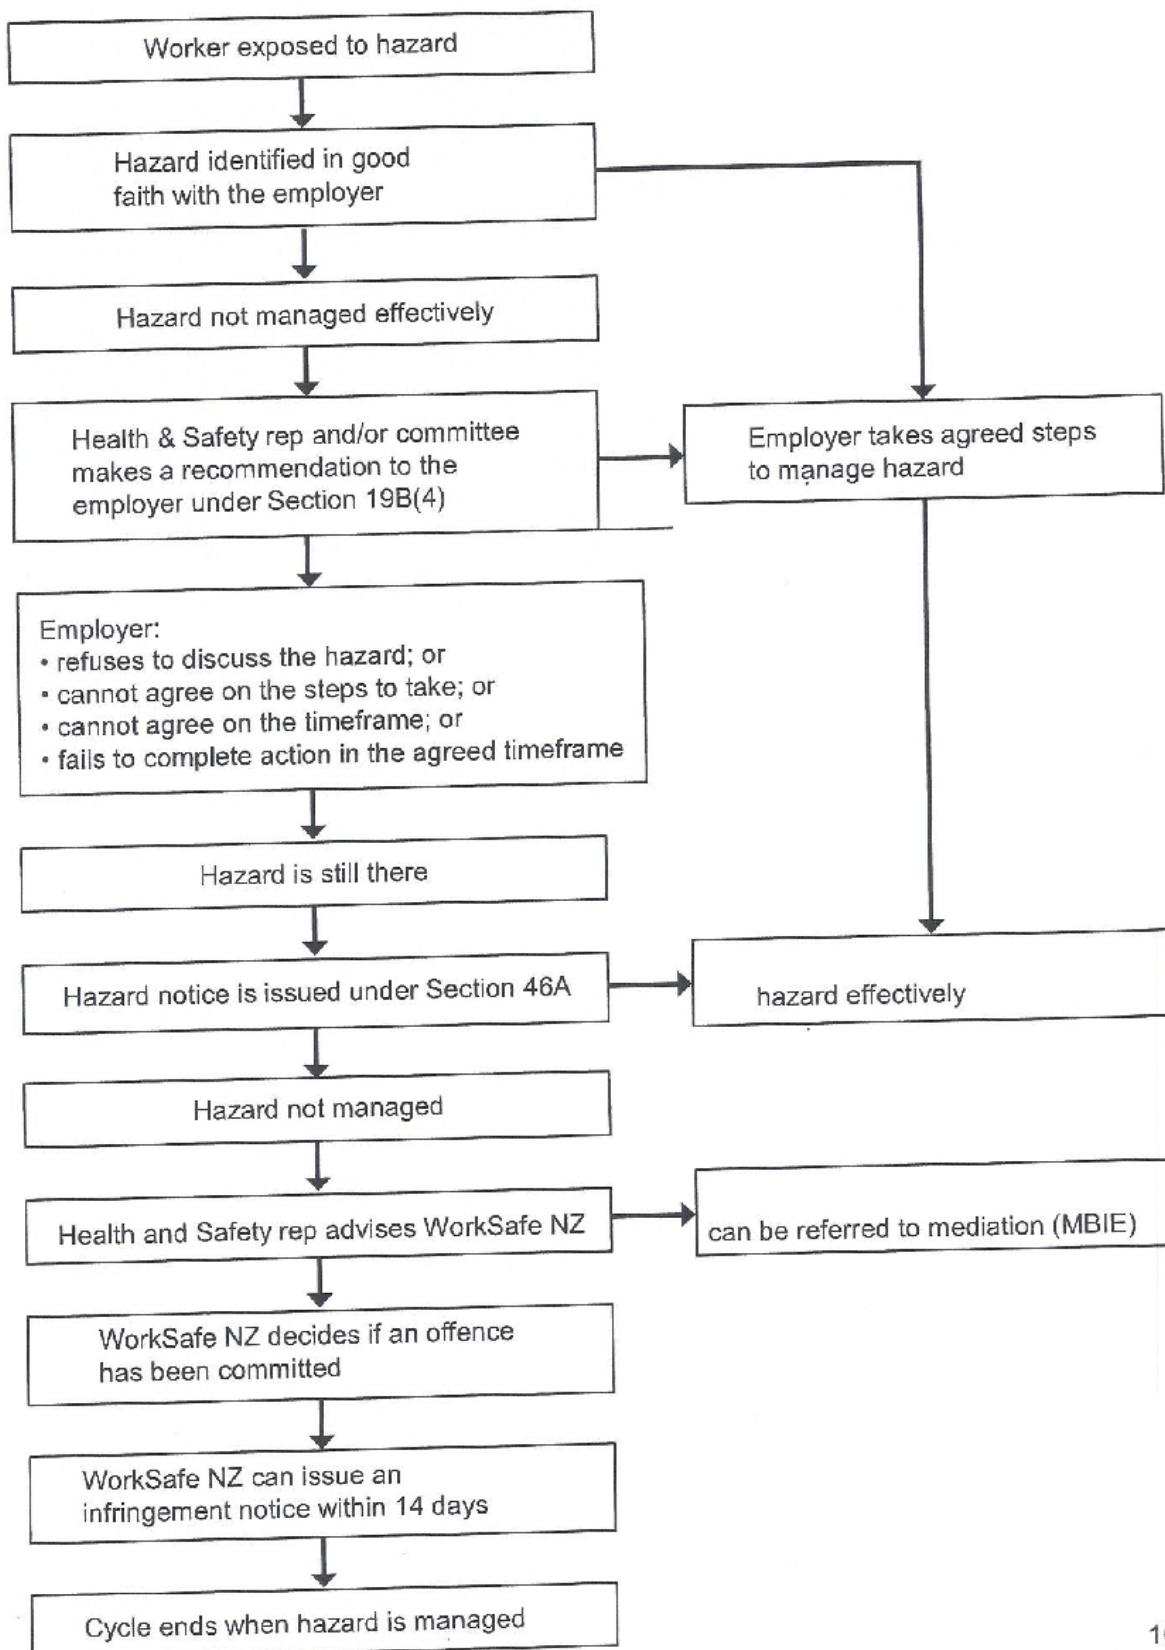 Worker exposed to hazard
Hazard identified in good
faith with the employer
Hazard not managed effectively
Health & Safety rep and/or committee
makes a recommendation to the
employer under Section 19B(4)
Employer takes agreed steps
to manage hazard
Employer:
• refuses to discuss the hazard; or
• cannot agree on the steps to take; or
• cannot agree on the timeframe; or
• fails to complete action in the agreed timeframe
Hazard is still there
Hazard notice is issued under Section 46A
hazard effectively
Hazard not managed
Health and Safety rep advises WorkSafe NZ
can be referred to mediation (MBIE)
WorkSafe NZ decides if an offence
has been committed
WorkSafe NZ can issue an
infringement notice within 14 days
Cycle ends when hazard is managed